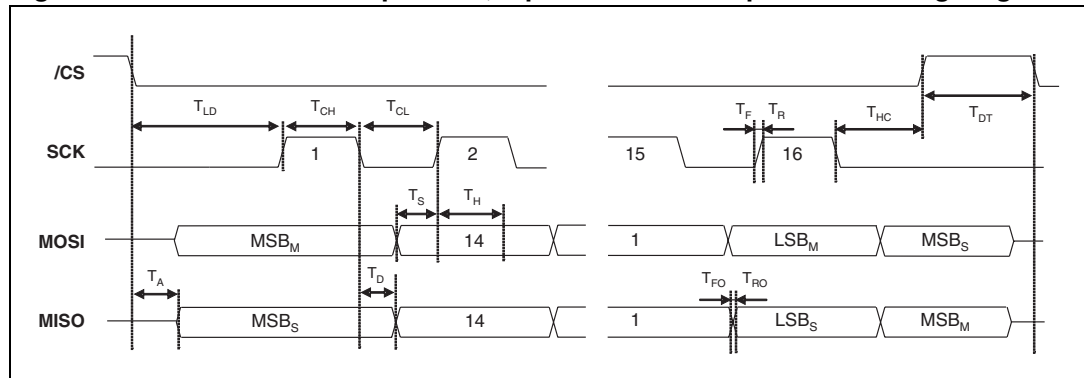 /CS
T_LD T_CH T_CL T_F T_R T_HC T_DT
SCK 1 2 15 16
T_S T_H
MOSI MSB_M 14 1 LSB_M MSB_S
T_A T_D T_FO T_RO
MISO MSB_S 14 1 LSB_S MSB_M